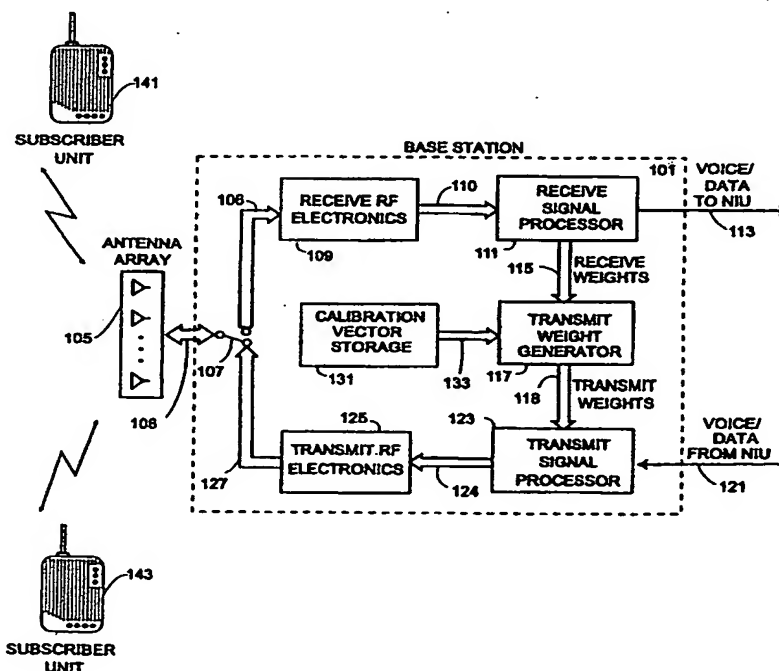 141
SUBSCRIBER
UNIT
BASE STATION
101
VOICE/
DATA
TO NIU
113
106
RECEIVE RF
ELECTRONICS
109
110
RECEIVE
SIGNAL
PROCESSOR
111
115
RECEIVE
WEIGHTS
ANTENNA
ARRAY
105
107
108
CALIBRATION
VECTOR
STORAGE
131
133
TRANSMIT
WEIGHT
GENERATOR
117
118
TRANSMIT
WEIGHTS
125
TRANSMIT.RF
ELECTRONICS
127
124
123
TRANSMIT
SIGNAL
PROCESSOR
VOICE/
DATA
FROM NIU
121
143
SUBSCRIBER
UNIT